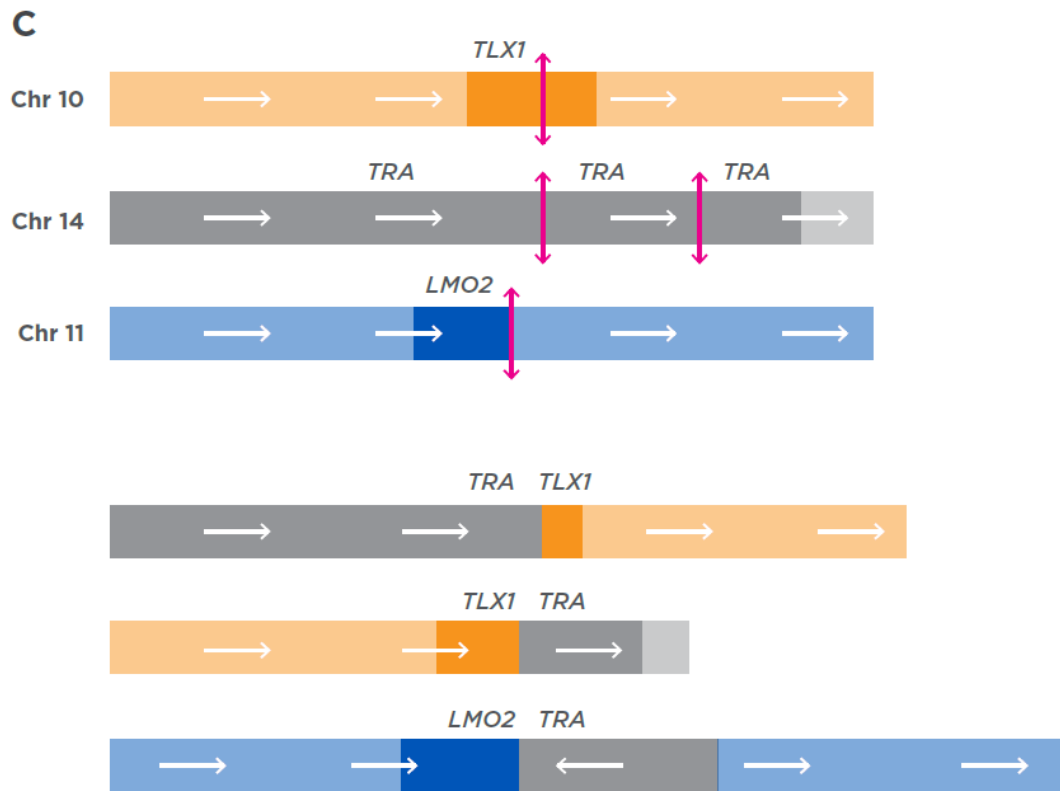 C
TLX1
Chr 10
TRA TRA TRA
Chr 14
LMO2
Chr 11
TRA TLX1
TLX1 TRA
LMO2 TRA